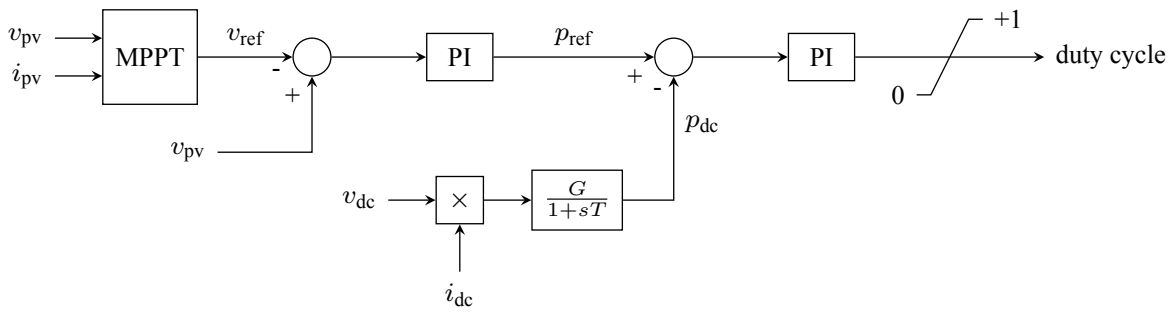 v_pv
i_pv
MPPT
v_ref
-
+
v_pv
PI
p_ref
+
-
p_dc
PI
+1
0
duty cycle
v_dc
×
G
1+sT
i_dc